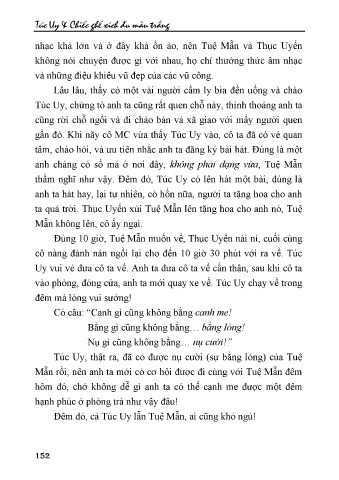 Túc Uy & Chiếc ghế xích đu màu trắng
nhạc khá lớn và ở đây khá ồn ào, nên Tuệ Mẫn và Thục Uyển
không nói chuyện được gì với nhau, họ chỉ thưởng thức âm nhạc
và những điệu khiêu vũ đẹp của các vũ công.
Lâu lâu, thấy có một vài người cầm ly bia đến uống và chào
Túc Uy, chứng tỏ anh ta cũng rất quen chỗ này, thỉnh thoảng anh ta
cũng rời chỗ ngồi và đi chào bàn và xã giao với mấy người quen
gần đó. Khi nãy cô MC vừa thấy Túc Uy vào, cô ta đã có vẻ quan
tâm, chào hỏi, và ưu tiên nhắc anh ta đăng ký bài hát. Đúng là một
anh chàng có số má ở nơi đây, không phải dạng vừa, Tuệ Mẫn
thầm nghĩ như vậy. Đêm đó, Túc Uy có lên hát một bài, đúng là
anh ta hát hay, lại tự nhiên, có hồn nữa, người ta tặng hoa cho anh
ta quá trời. Thục Uyển xúi Tuệ Mẫn lên tặng hoa cho anh nó, Tuệ
Mẫn không lên, cô ấy ngại.
Đúng 10 giờ, Tuệ Mẫn muốn về, Thục Uyển nài nỉ, cuối cùng
cô nàng đành nán ngồi lại cho đến 10 giờ 30 phút với ra về. Túc
Uy vui vẻ đưa cô ta về. Anh ta đưa cô ta về cẩn thận, sau khi cô ta
vào phòng, đóng cửa, anh ta mới quay xe về. Túc Uy chạy về trong
đêm mà lòng vui sướng!
Có câu: “Canh gì cũng không bằng canh me!
Bằng gì cũng không bằng… bằng lòng!
Nụ gì cũng không bằng… nụ cười!”
Túc Uy, thật ra, đã có được nụ cười (sự bằng lòng) của Tuệ
Mẫn rồi, nên anh ta mới có cơ hội được đi cùng với Tuệ Mẫn đêm
hôm đó, chớ không dễ gì anh ta có thể canh me được một đêm
hạnh phúc ở phòng trà như vậy đâu!
Đêm đó, cả Túc Uy lẫn Tuệ Mẫn, ai cũng khó ngủ!
152